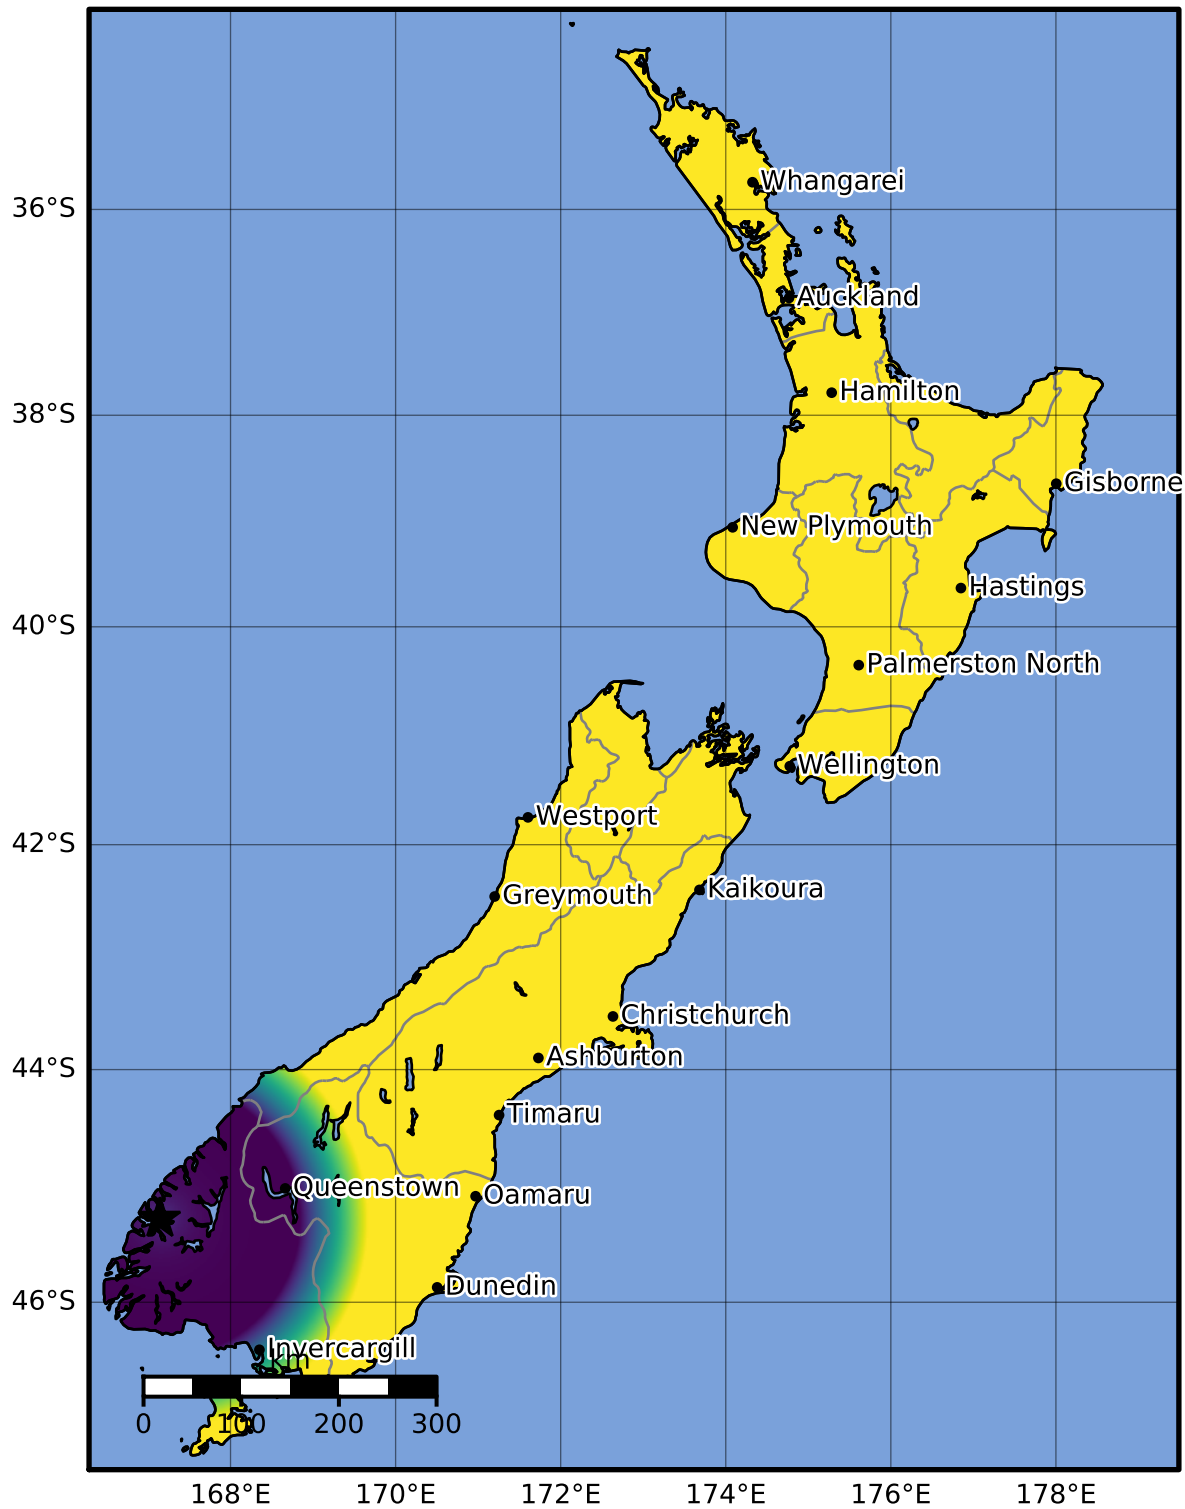 Whangarei
36°S
Auckland
Hamilton
38°S
Gisborne
New Plymouth
Hastings
40°S
Palmerston North
Wellington
Westport
42°S
Kaikoura
Greymouth
Christchurch
Ashburton
44°S
Timaru
Queenstown
Oamaru
Dunedin
46°S
Invercargill
km
0 100 200 300
168°E 170°E 172°E 174°E 176°E 178°E